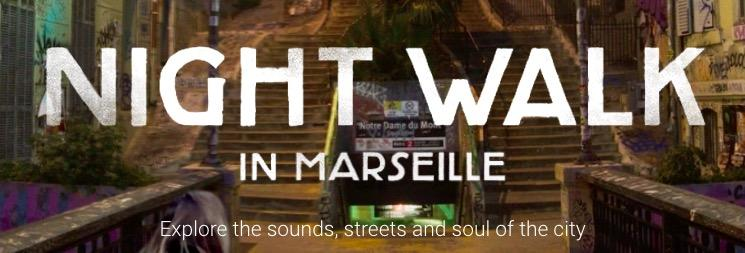 NIGHT WALK
Notre Dame du Mont
IN MARSEILLE
Explore the sounds, streets and soul of the city